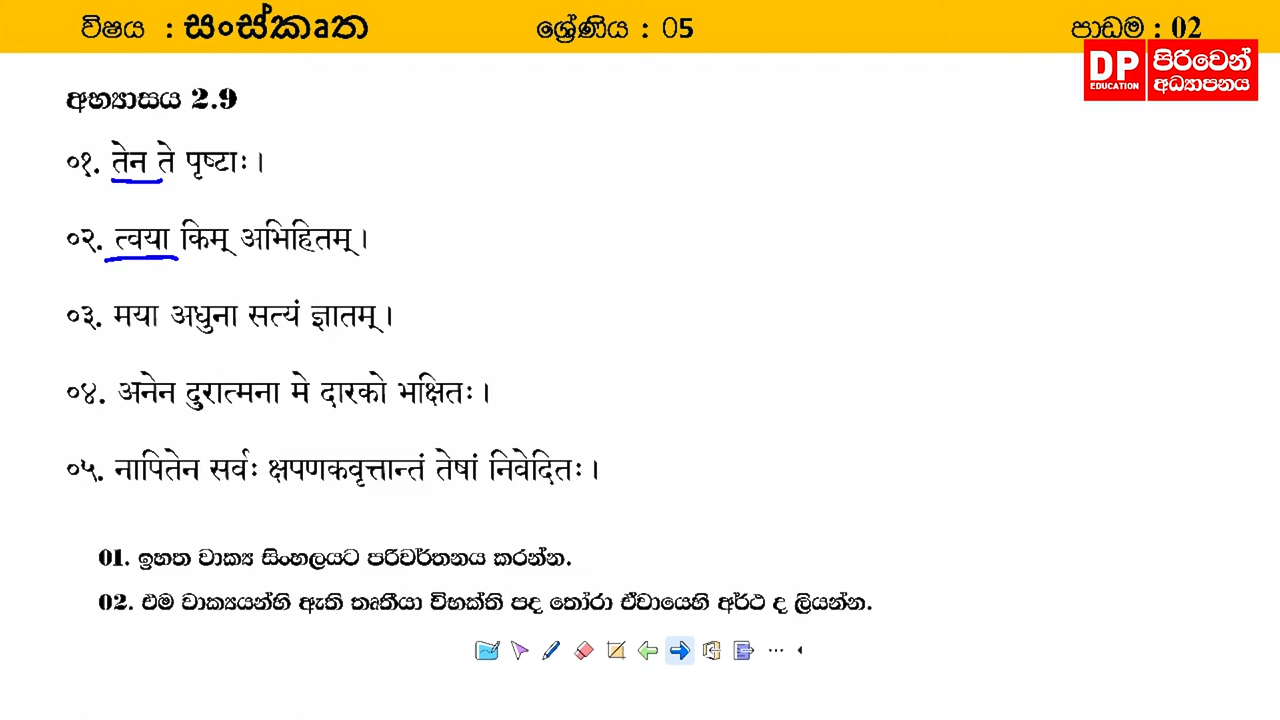 විෂය : සංස්කෘත ශ්‍රේණිය : 05 පාඩම : 02
DP EDUCATION පිරිවෙන් අධ්‍යාපනය
අභ්‍යාසය 2.9
०१. तेन ते पृष्टाः।
०२. त्वया किम् अभिहितम्।
०३. मया अधुना सत्यं ज्ञातम्।
०४. अनेन दुरात्मना मे दारको भक्षितः।
०५. नापितेन सर्वः क्षपणकवृत्तान्तं तेषां निवेदितः।
01. ඉහත වාක්‍ය සිංහලයට පරිවර්තනය කරන්න.
02. එම වාක්‍යයන්හි ඇති තෘතීයා විභක්ති පද තෝරා ඒවායෙහි අර්ථ ද ලියන්න.